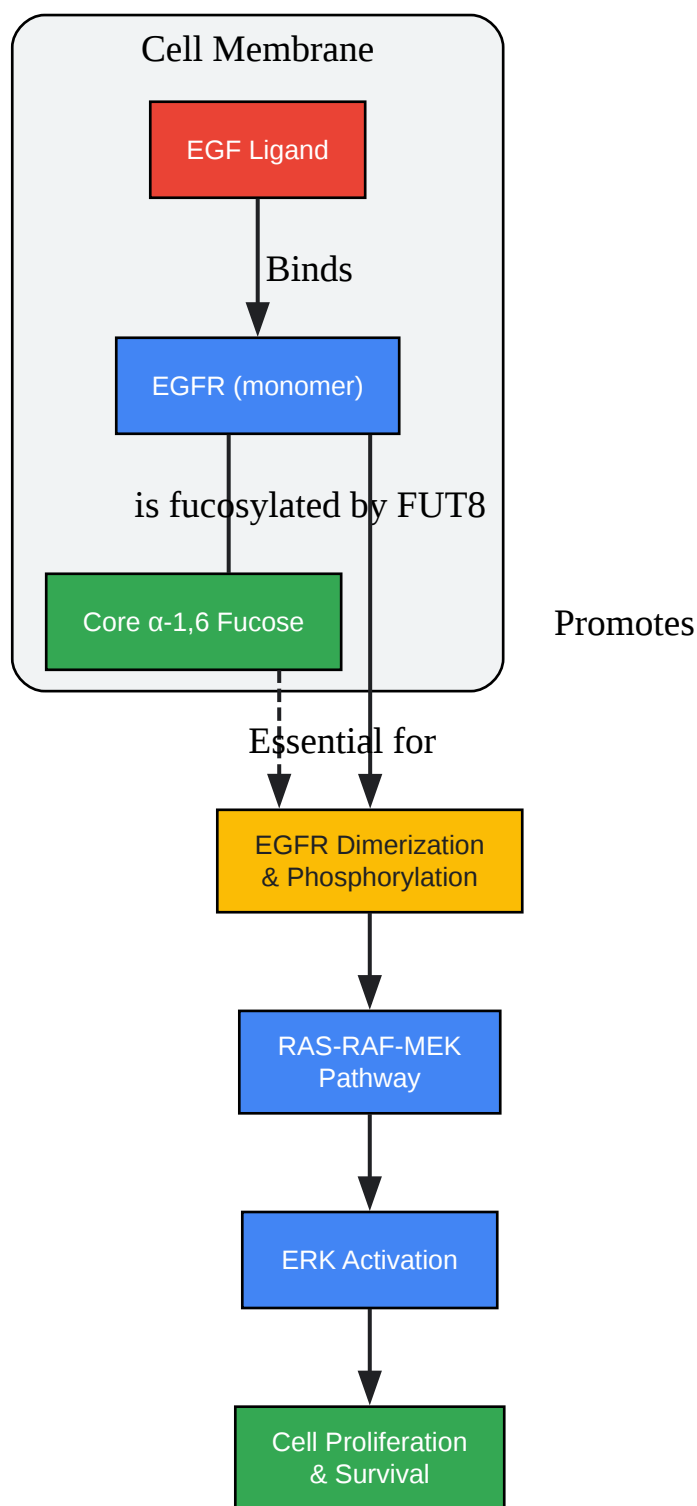 Cell Membrane
EGF Ligand
Binds
EGFR (monomer)
is fucosylated by FUT8
Core α-1,6 Fucose
Promotes
Essential for
EGFR Dimerization
& Phosphorylation
RAS-RAF-MEK
Pathway
ERK Activation
Cell Proliferation
& Survival